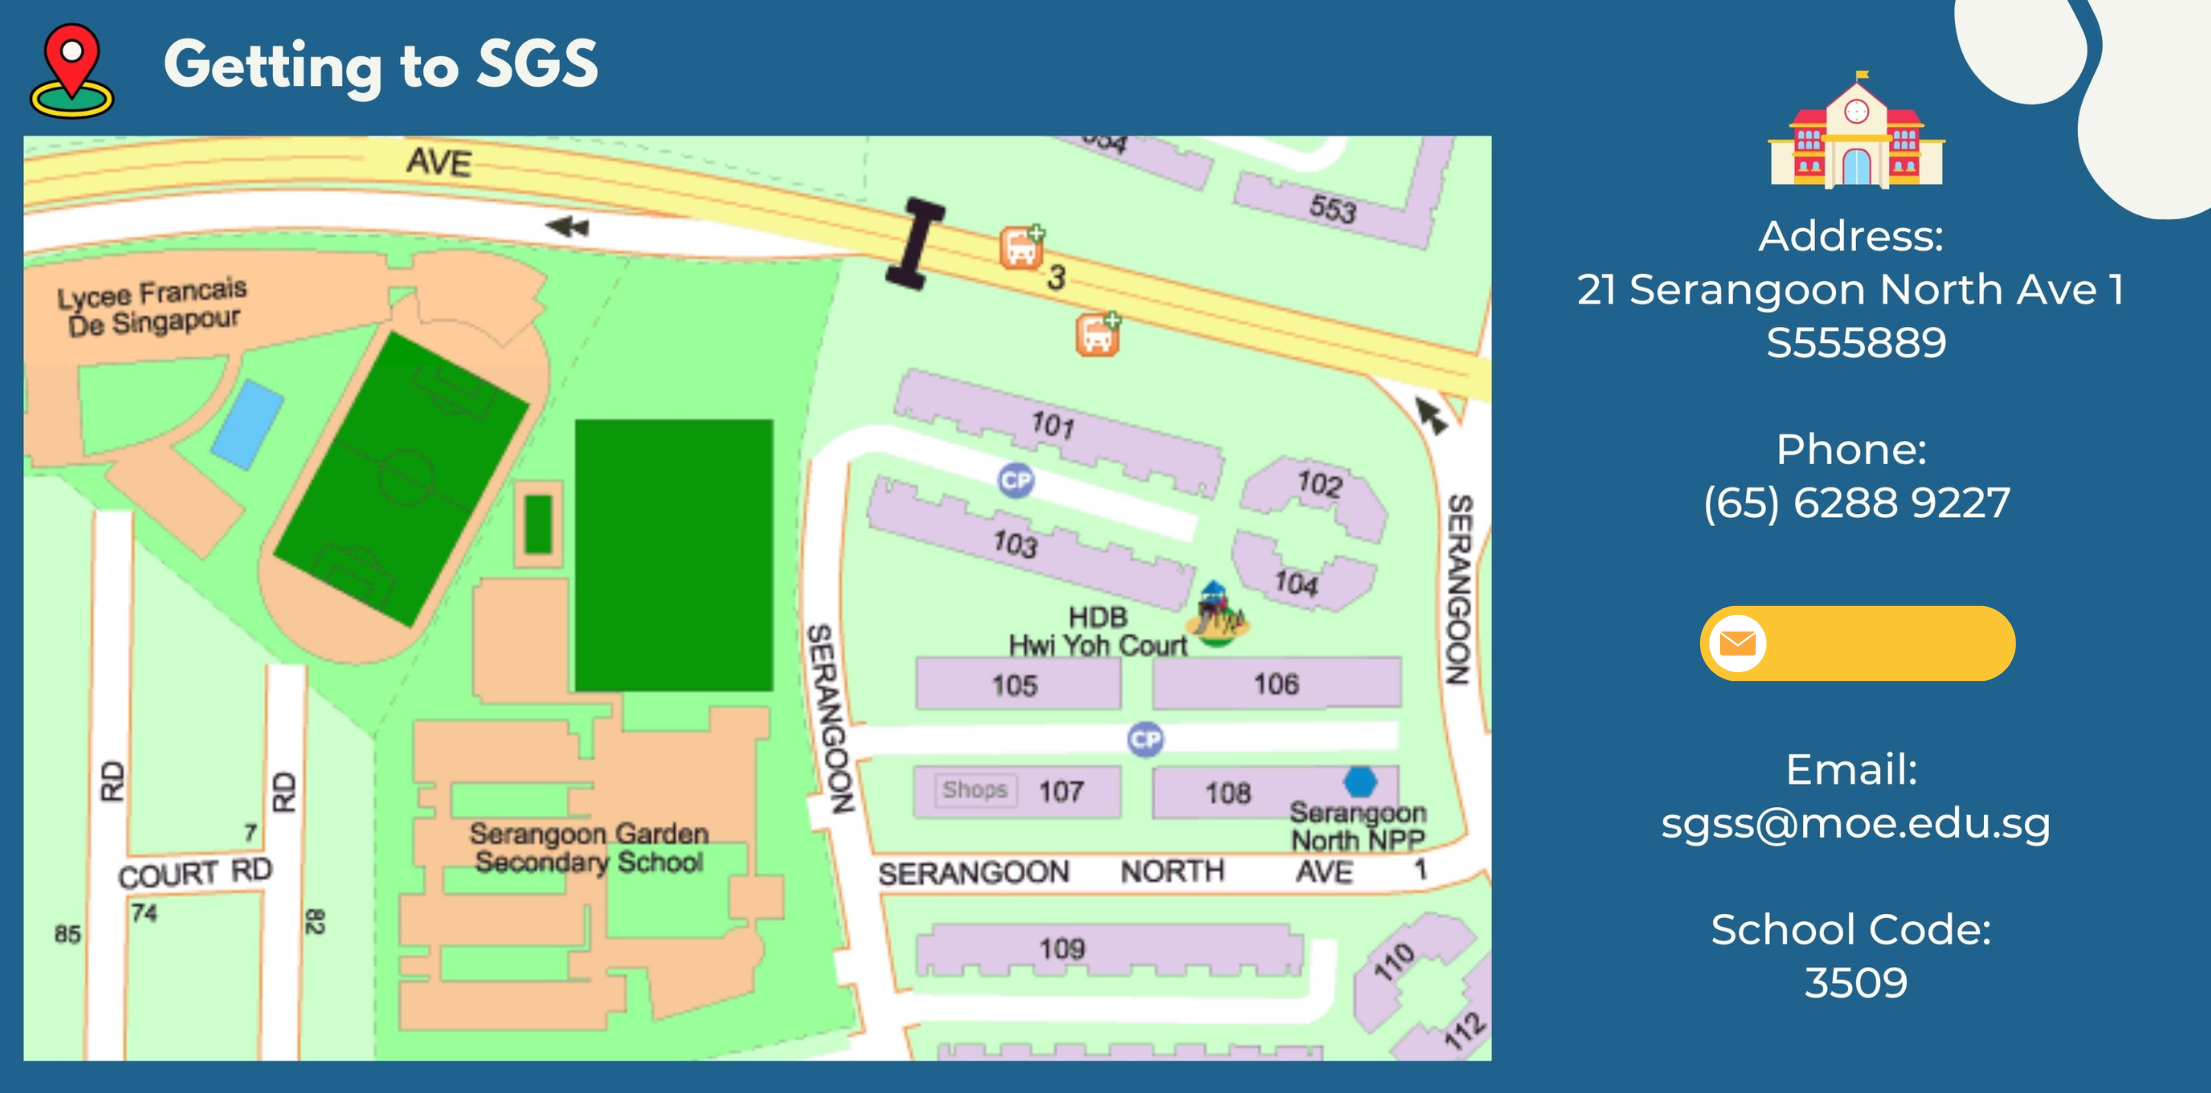 Getting to SGS
AVE
554
553
3
Lycee Francais
De Singapour
101
CP
102
103
104
HDB
Hwi Yoh Court
SERANGOON
SERANGOON
105
106
CP
RD
RD
Shops
107
108
Serangoon
North NPP
7
Serangoon Garden
Secondary School
COURT RD
SERANGOON NORTH AVE 1
74
82
85
109
110
112
Address:
21 Serangoon North Ave 1
S555889
Phone:
(65) 6288 9227
Email:
sgss@moe.edu.sg
School Code:
3509